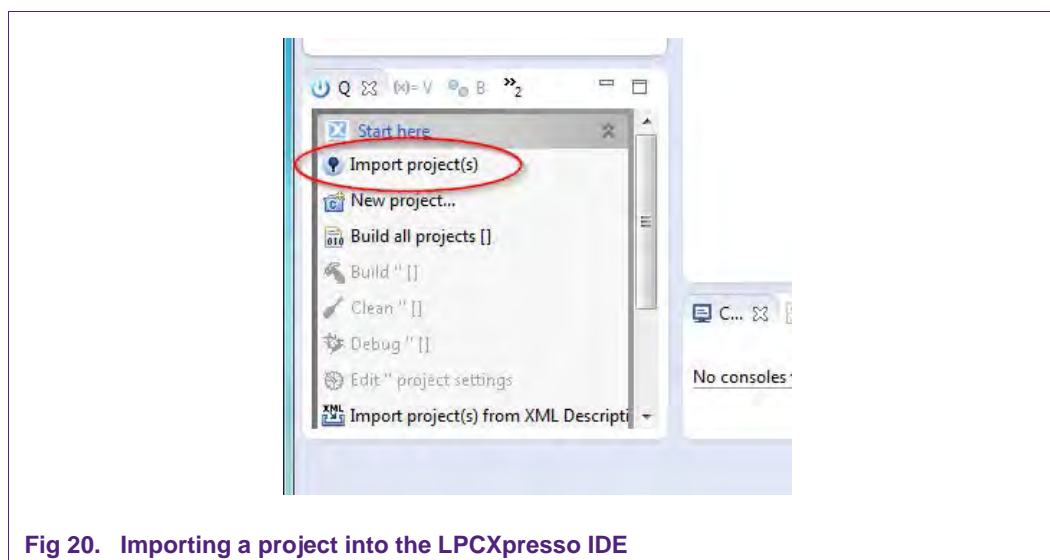 Q (x)= V B »2
Start here
Import project(s)
New project...
Build all projects []
Build '' []
Clean '' []
Debug '' []
Edit '' project settings
Import project(s) from XML Descripti
C...
No consoles
Fig 20. Importing a project into the LPCXpresso IDE